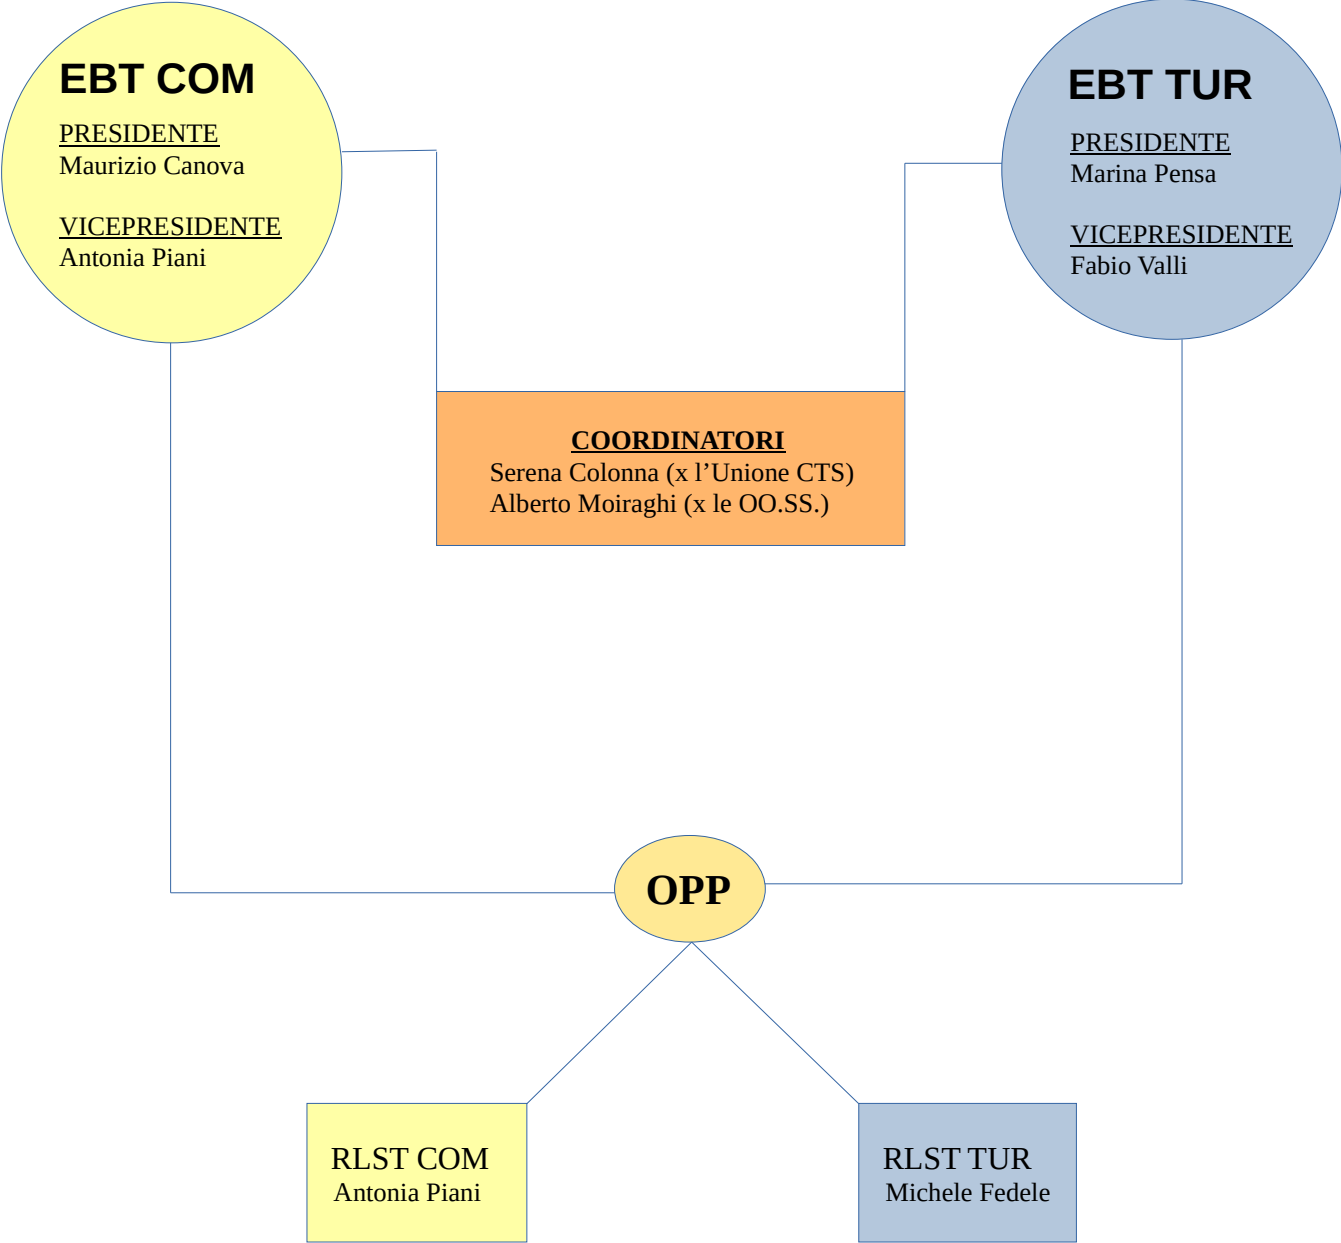 EBT COM
PRESIDENTE
Maurizio Canova
VICEPRESIDENTE
Antonia Piani
EBT TUR
PRESIDENTE
Marina Pensa
VICEPRESIDENTE
Fabio Valli
COORDINATORI
Serena Colonna (x l’Unione CTS)
Alberto Moiraghi (x le OO.SS.)
OPP
RLST COM
Antonia Piani
RLST TUR
Michele Fedele